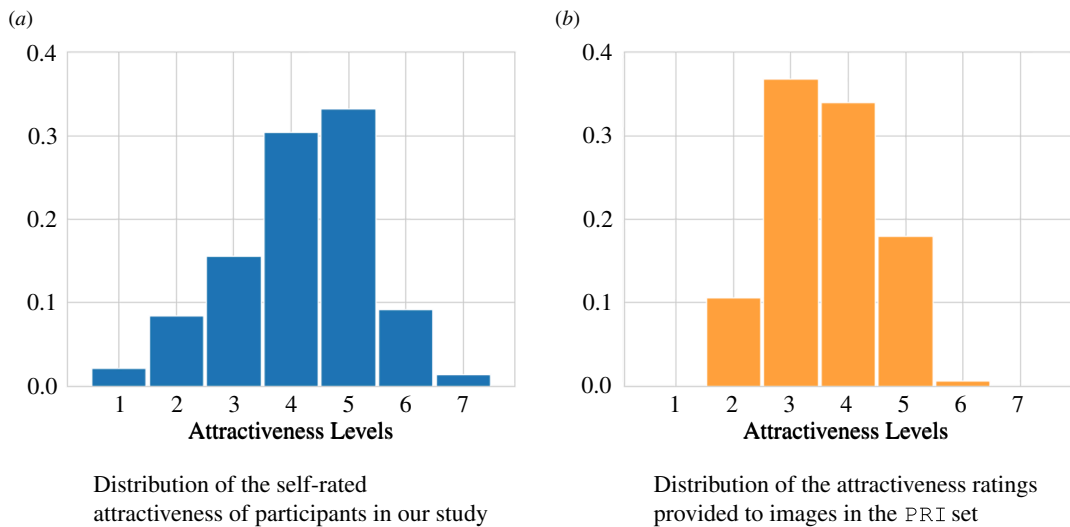 (a)
0.4
0.3
0.2
0.1
0.0
1 2 3 4 5 6 7
Attractiveness Levels
Distribution of the self-rated
attractiveness of participants in our study
(b)
0.4
0.3
0.2
0.1
0.0
1 2 3 4 5 6 7
Attractiveness Levels
Distribution of the attractiveness ratings
provided to images in the PRI set